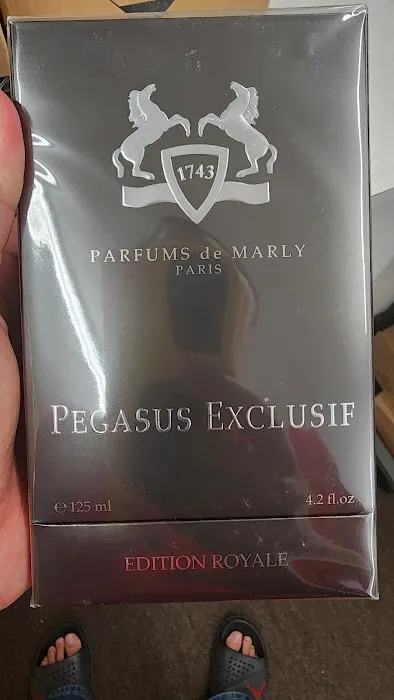 1743
PARFUMS de MARLY
PARIS
PEGASUS EXCLUSIF
℮ 125 ml 4.2 fl.oz
EDITION ROYALE